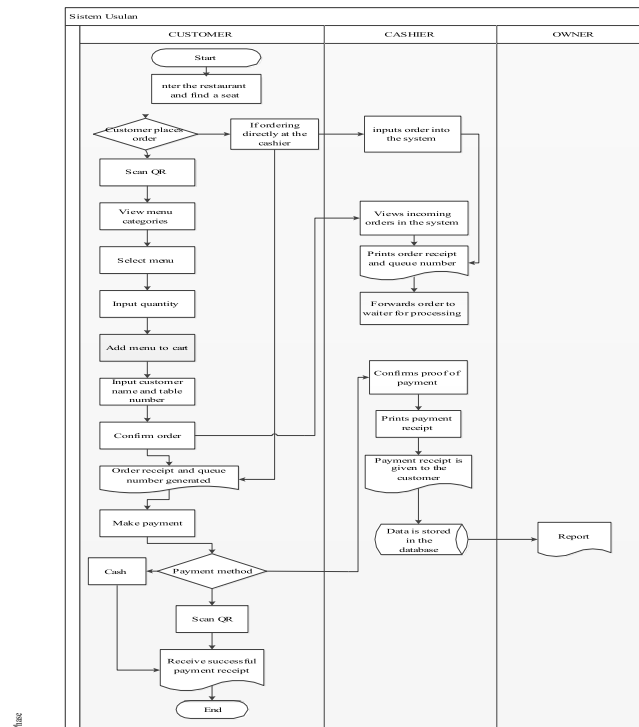 Sistem Usulan
CUSTOMER
CASHIER
OWNER
Start
nter the restaurant
and find a seat
Customer places
order
If ordering
directly at the
cashier
inputs order into
the system
Scan QR
View menu
categories
Views incoming
orders in the system
Select menu
Prints order receipt
and queue number
Input quantity
Forwards order to
waiter for processing
Add menu to cart
Input customer
name and table
number
Confirms proof of
payment
Confirm order
Prints payment
receipt
Order receipt and queue
number generated
Payment receipt is
given to the
customer
Make payment
Data is stored
in the
database
Report
Cash
Payment method
Scan QR
Receive successful
payment receipt
End
Phase